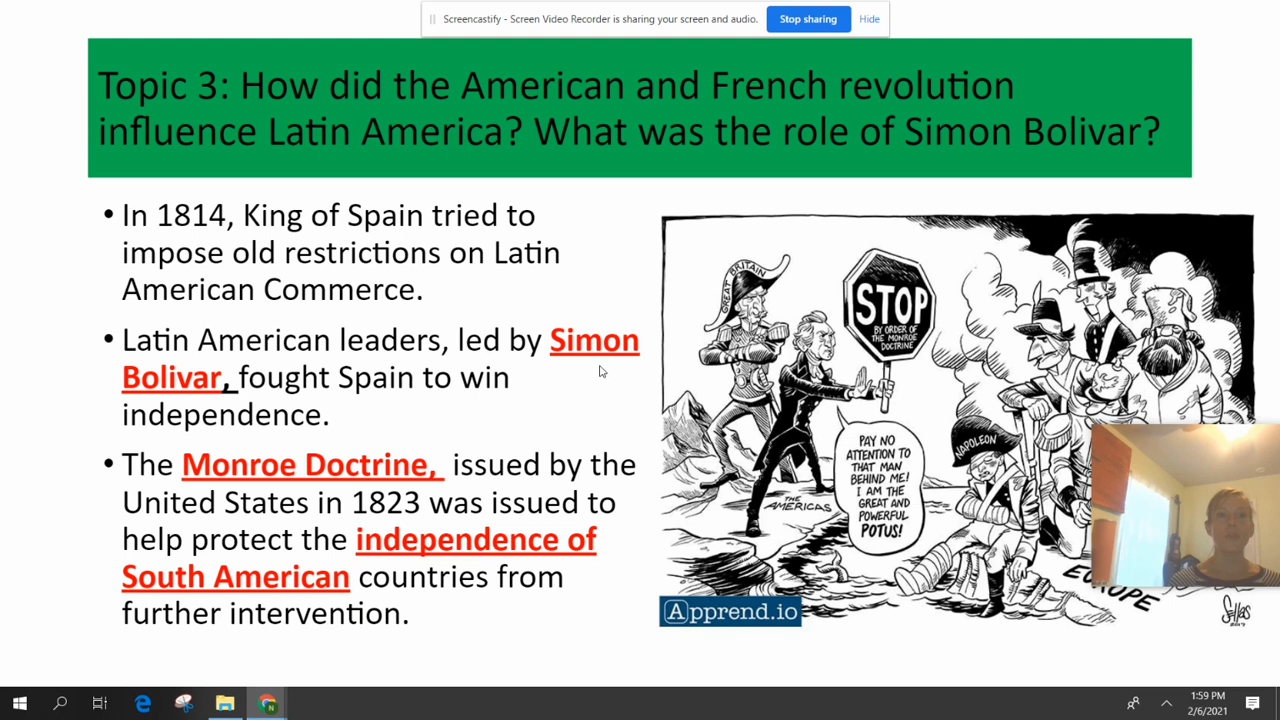 Screencastify - Screen Video Recorder is sharing your screen and audio.
Stop sharing
Hide
Topic 3: How did the American and French revolution
influence Latin America? What was the role of Simon Bolivar?
• In 1814, King of Spain tried to
impose old restrictions on Latin
American Commerce.
• Latin American leaders, led by Simon
Bolivar, fought Spain to win
independence.
• The Monroe Doctrine, issued by the
United States in 1823 was issued to
help protect the independence of
South American countries from
further intervention.
GREAT BRITAIN
STOP
BY ORDER OF
THE MONROE
DOCTRINE
PAY NO
ATTENTION TO
THAT MAN
BEHIND ME!
I AM THE
GREAT AND
POWERFUL
POTUS!
THE
AMERICAS
NAPOLEON
EUROPE
Apprend.io
Sellas
2017
1:59 PM
2/6/2021
N